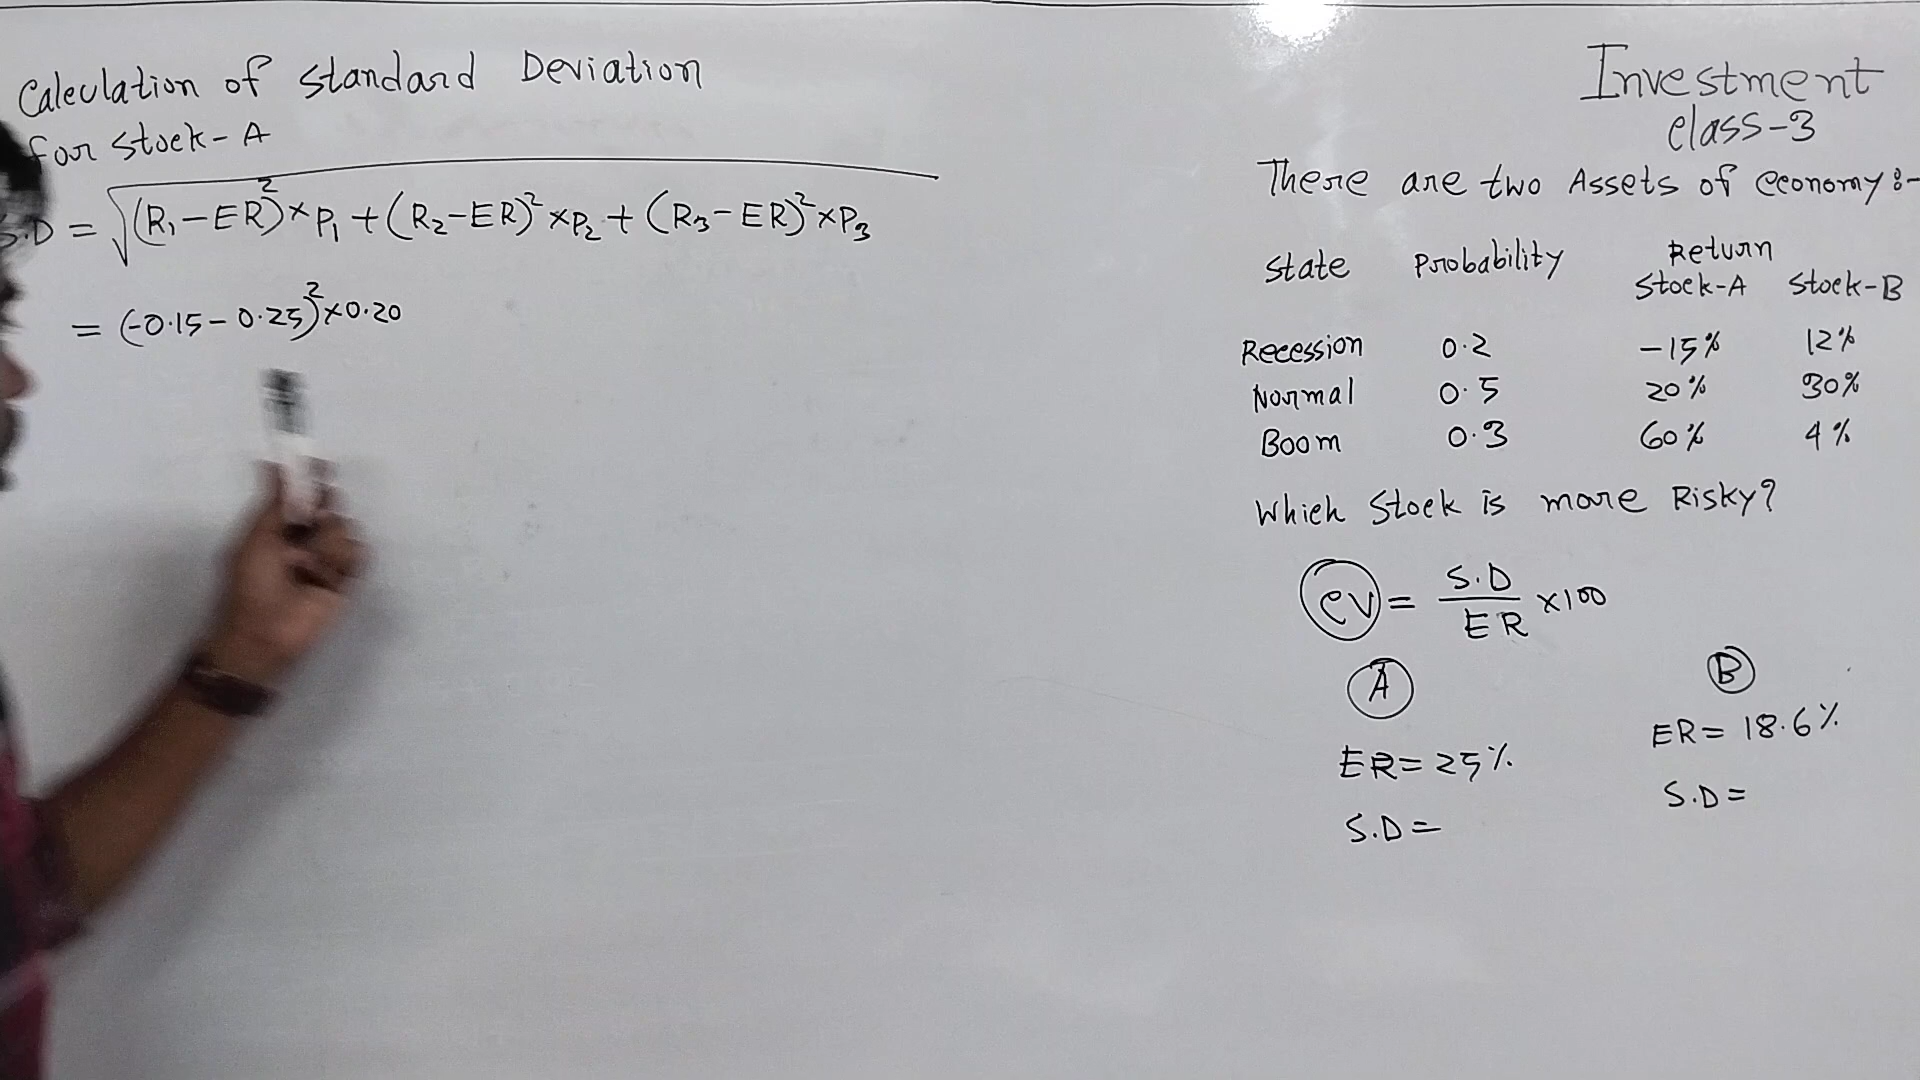 Calculation of Standard Deviation
for Stock-A
S.D = √(R₁-ER)²×P₁+(R₂-ER)²×P₂+(R₃-ER)²×P₃
= (-0.15-0.25)²×0.20
Investment
Class-3
There are two Assets of economy:-
State Probability Return
Stock-A Stock-B
Recession 0.2 -15% 12%
Normal 0.5 20% 30%
Boom 0.3 60% 4%
Which Stock is more Risky?
CV = S.D/ER ×100
A
ER=25%
S.D=
B
ER= 18.6%
S.D=